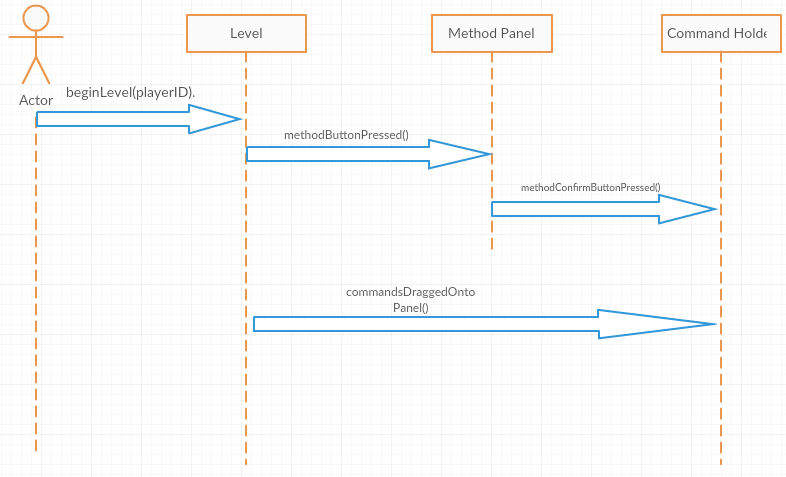 Level
Method Panel
Command Holde
Actor
beginLevel(playerID).
methodButtonPressed()
methodConfirmButtonPressed()
commandsDraggedOnto
Panel()